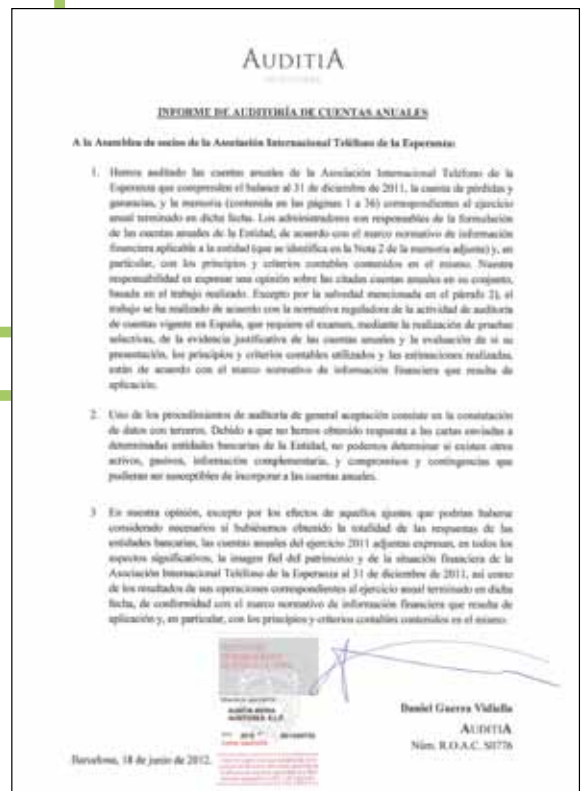 AUDITIA
INFORME DE AUDITORÍA DE CUENTAS ANUALES
A la Asamblea de socios de la Asociación Internacional Teléfono de la Esperanza:
1. Hemos auditado las cuentas anuales de la Asociación Internacional Teléfono de la
Esperanza que comprenden el balance al 31 de diciembre de 2011, la cuenta de pérdidas y
ganancias, y la memoria (contenida en las páginas 1 a 36) correspondientes al ejercicio
anual terminado en dicha fecha. Los administradores son responsables de la formulación
de las cuentas anuales de la Entidad, de acuerdo con el marco normativo de información
financiera aplicable a la entidad (que se identifica en la Nota 2 de la memoria adjunta) y, en
particular, con los principios y criterios contables contenidos en el mismo. Nuestra
responsabilidad es expresar una opinión sobre las citadas cuentas anuales en su conjunto,
basada en el trabajo realizado. Excepto por la salvedad mencionada en el párrafo 2), el
trabajo se ha realizado de acuerdo con la normativa reguladora de la actividad de auditoría
de cuentas vigente en España, que requiere el examen, mediante la realización de pruebas
selectivas, de la evidencia justificativa de las cuentas anuales y la evaluación de si su
presentación, los principios y criterios contables utilizados y las estimaciones realizadas,
están de acuerdo con el marco normativo de información financiera que resulta de
aplicación.
2. Uno de los procedimientos de auditoría de general aceptación consiste en la constatación
de datos con terceros. Debido a que no hemos obtenido respuesta a las cartas enviadas a
determinadas entidades bancarias de la Entidad, no podemos determinar si existen otros
activos, pasivos, información complementaria, y compromisos y contingencias que
pudieran ser susceptibles de incorporar a las cuentas anuales.
3 En nuestra opinión, excepto por los efectos de aquellos ajustes que podrían haberse
considerado necesarios si hubiésemos obtenido la totalidad de las respuestas de las
entidades bancarias, las cuentas anuales del ejercicio 2011 adjuntas expresan, en todos los
aspectos significativos, la imagen fiel del patrimonio y de la situación financiera de la
Asociación Internacional Teléfono de la Esperanza al 31 de diciembre de 2011, así como
de los resultados de sus operaciones correspondientes al ejercicio anual terminado en dicha
fecha, de conformidad con el marco normativo de información financiera que resulta de
aplicación y, en particular, con los principios y criterios contables contenidos en el mismo.
Daniel Guerra Vidiella
AUDITIA
Núm. R.O.A.C. S0776
Barcelona, 18 de junio de 2012.